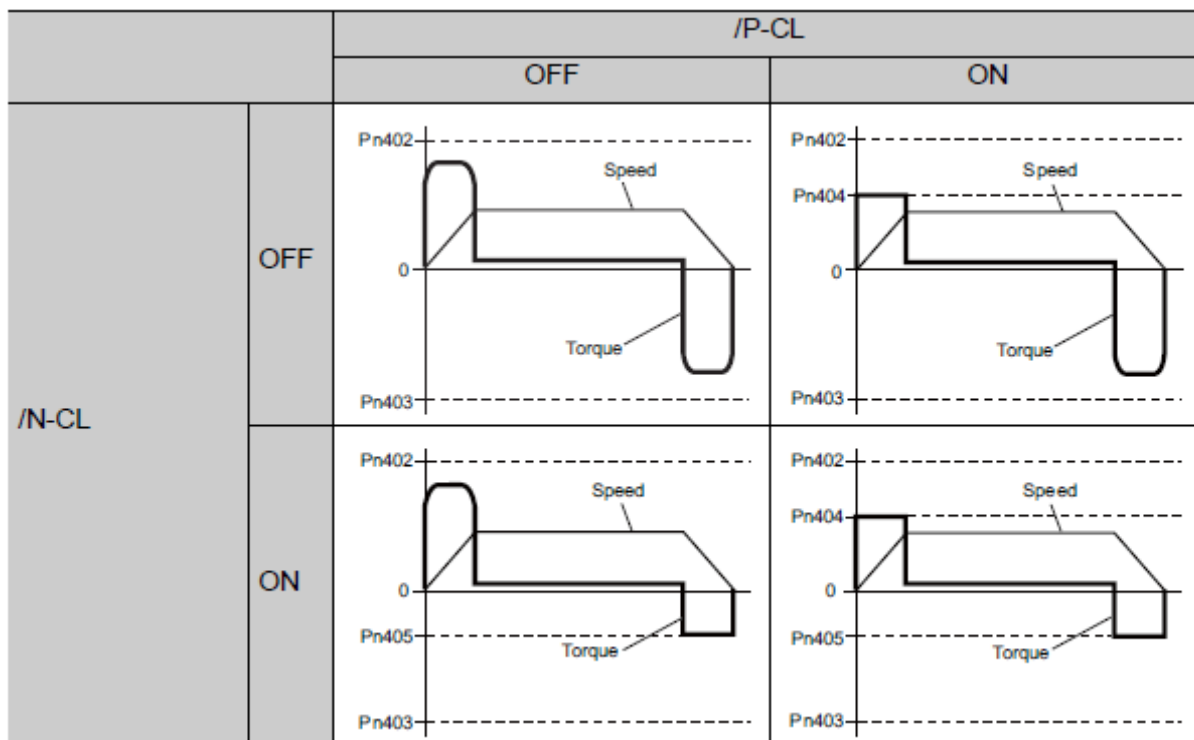 /P-CL
OFF ON
/N-CL
OFF
Pn402
Speed
0
Torque
Pn403
Pn402
Pn404
Speed
0
Torque
Pn403
ON
Pn402
Speed
0
Pn405
Torque
Pn403
Pn402
Pn404
Speed
0
Pn405
Torque
Pn403